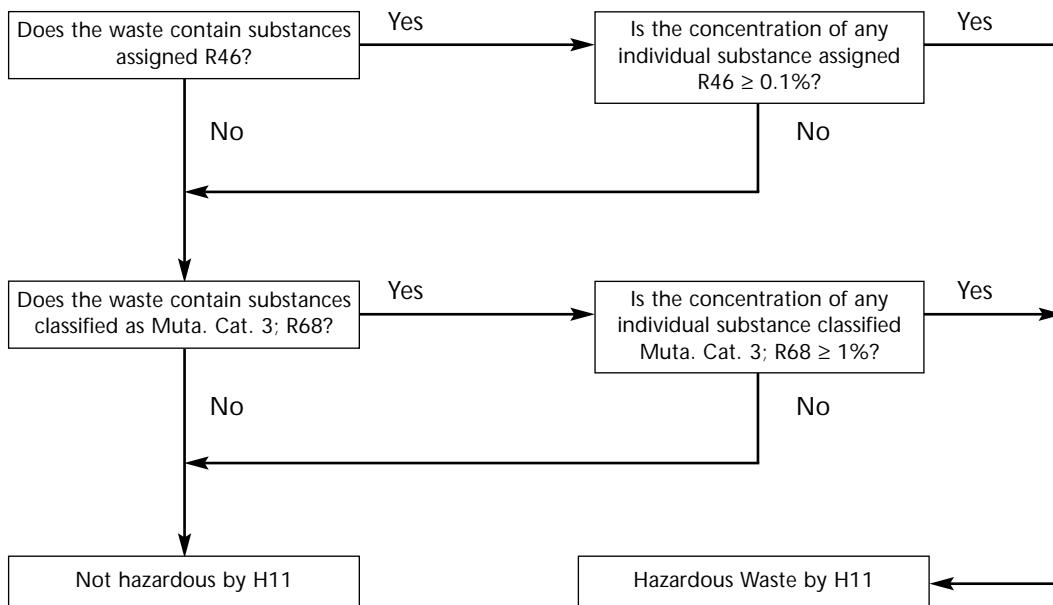 Does the waste contain substances
assigned R46?
Yes
Is the concentration of any
individual substance assigned
R46 ≥ 0.1%?
Yes
No
No
Does the waste contain substances
classified as Muta. Cat. 3; R68?
Yes
Is the concentration of any
individual substance classified
Muta. Cat. 3; R68 ≥ 1%?
Yes
No
No
Not hazardous by H11
Hazardous Waste by H11